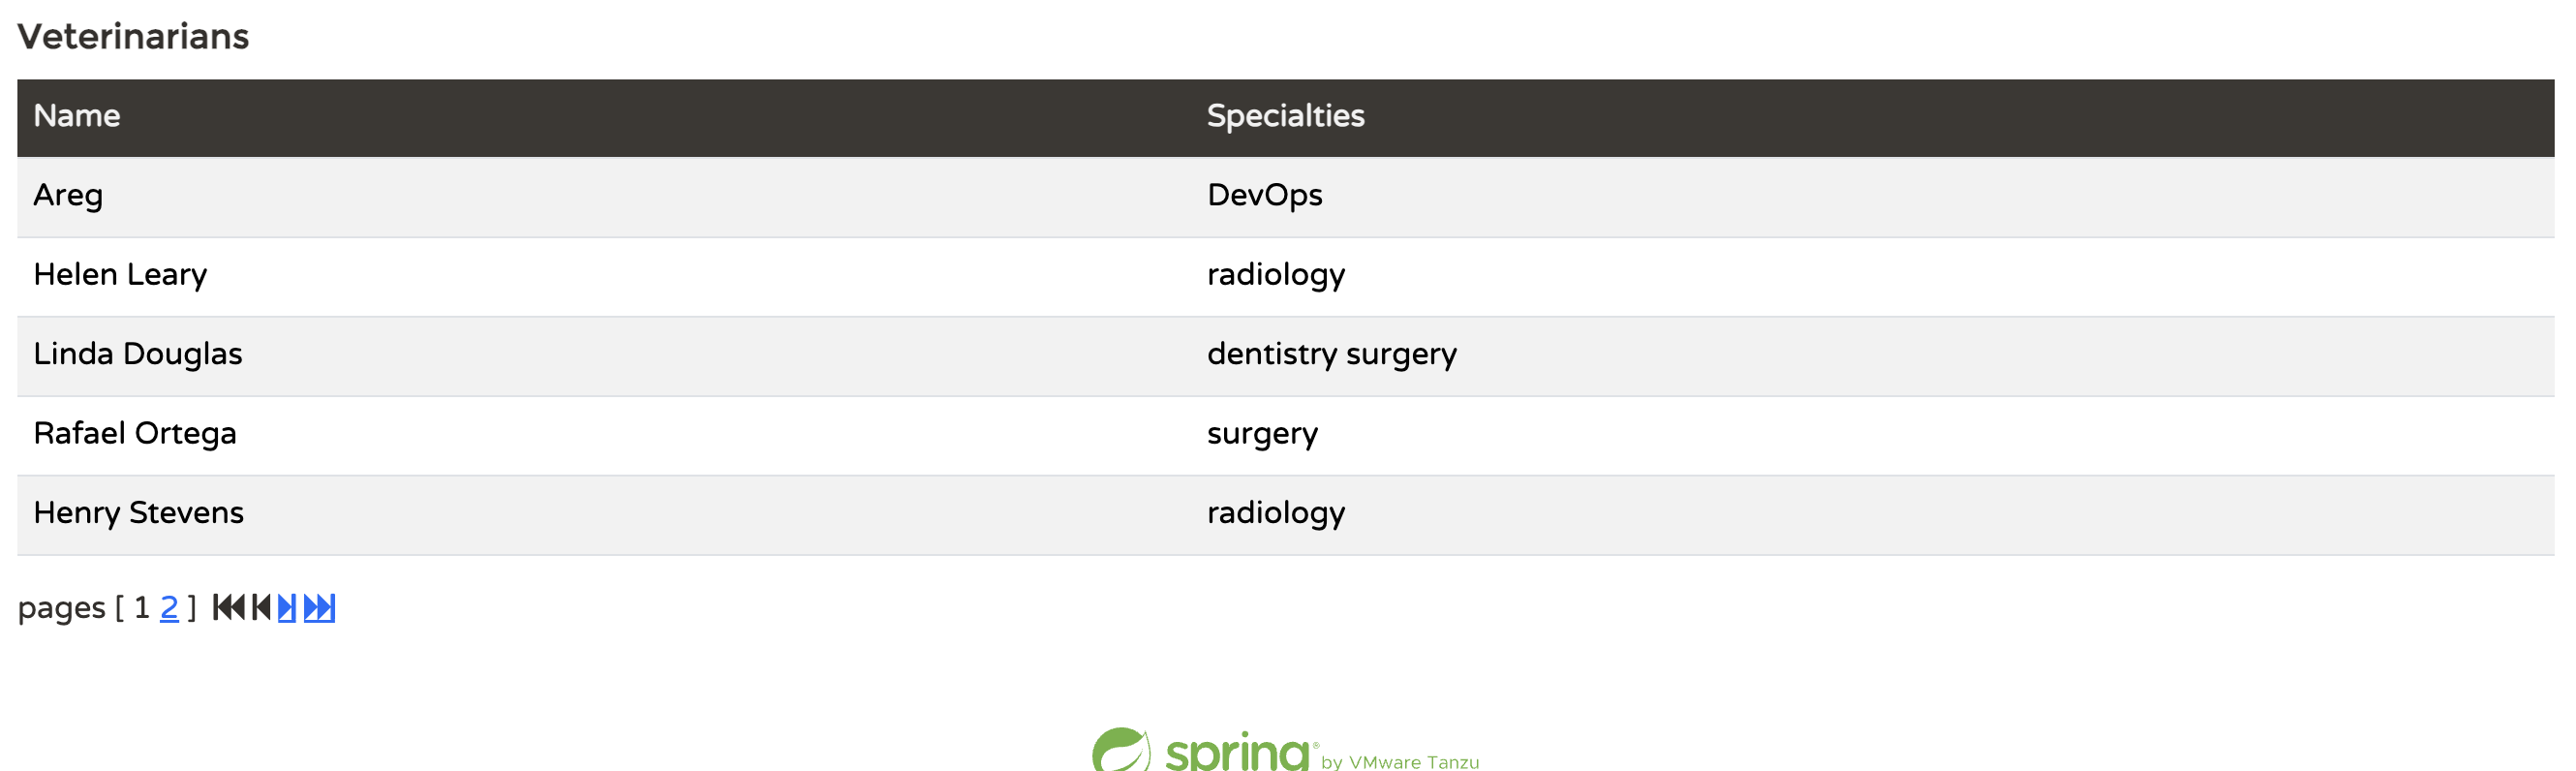 Veterinarians
Name Specialties
Areg DevOps
Helen Leary radiology
Linda Douglas dentistry surgery
Rafael Ortega surgery
Henry Stevens radiology
pages [ 1 2 ]
spring® by VMware Tanzu